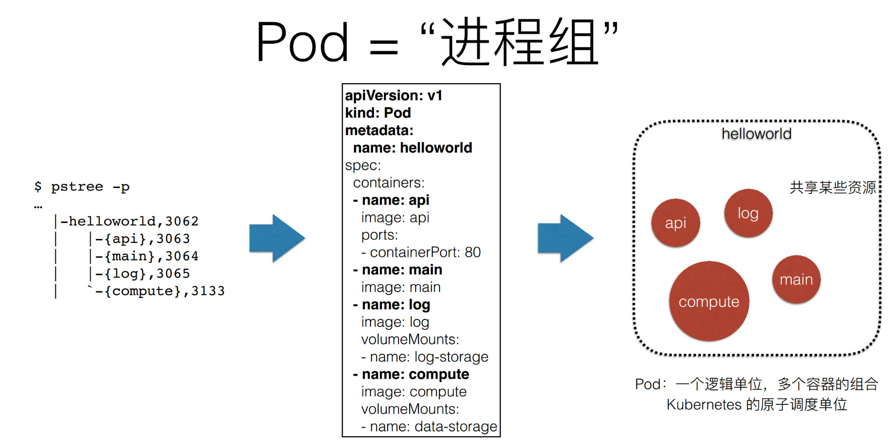 Pod = “进程组”
$ pstree -p
…
|-helloworld,3062
| |-{api},3063
| |-{main},3064
| |-{log},3065
| `-{compute},3133
apiVersion: v1
kind: Pod
metadata:
name: helloworld
spec:
containers:
- name: api
image: api
ports:
- containerPort: 80
- name: main
image: main
- name: log
image: log
volumeMounts:
- name: log-storage
- name: compute
image: compute
volumeMounts:
- name: data-storage
helloworld
共享某些资源
api
log
main
compute
Pod：一个逻辑单位，多个容器的组合
Kubernetes 的原子调度单位